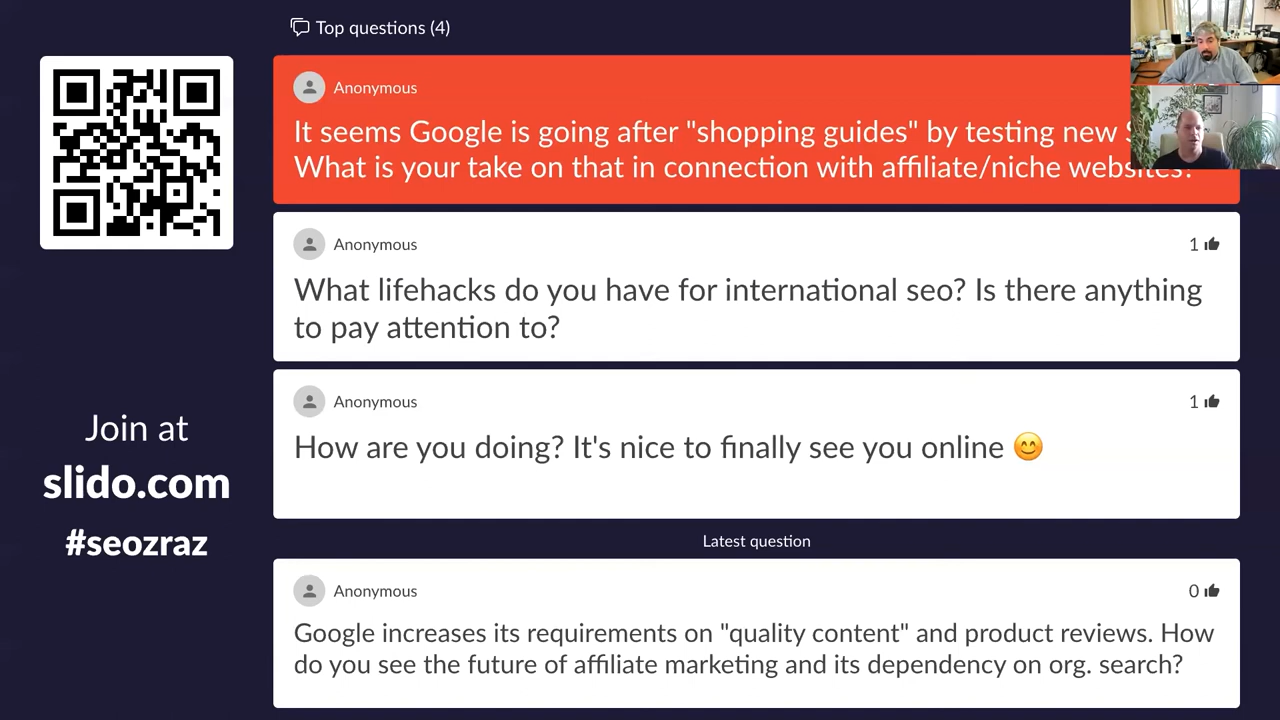 Top questions (4)
Anonymous
It seems Google is going after "shopping guides" by testing new
What is your take on that in connection with affiliate/niche websites?
Anonymous
1
What lifehacks do you have for international seo? Is there anything
to pay attention to?
Anonymous
1
How are you doing? It's nice to finally see you online 😊
Latest question
Anonymous
0
Google increases its requirements on "quality content" and product reviews. How
do you see the future of affiliate marketing and its dependency on org. search?
Join at
slido.com
#seozraz